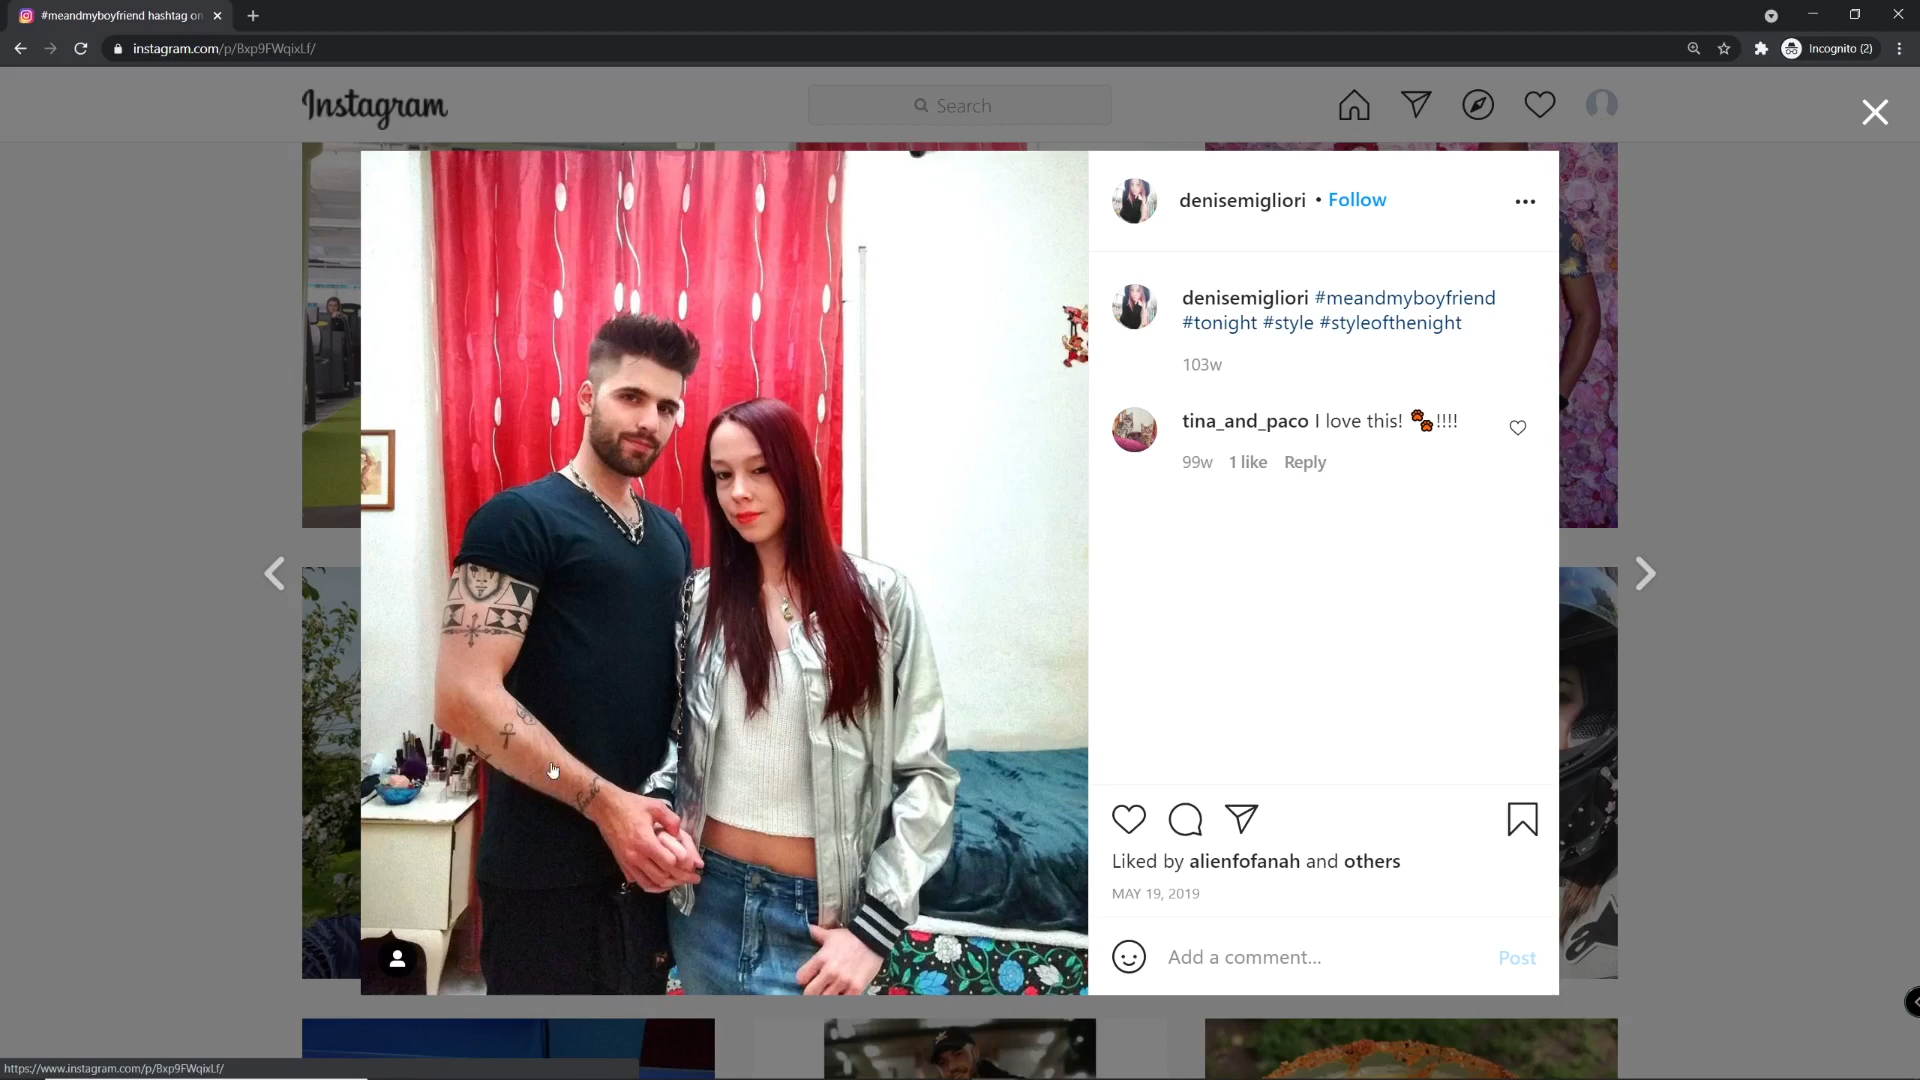 #meandmyboyfriend hashtag on
instagram.com/p/Bxp9FWqixLf/
Incognito (2)
Instagram
Search
denisemigliori • Follow
denisemigliori #meandmyboyfriend
#tonight #style #styleofthenight
103w
tina_and_paco I love this! 🐾!!!!
99w 1 like Reply
Liked by alienfofanah and others
MAY 19, 2019
Add a comment...
Post
https://www.instagram.com/p/Bxp9FWqixLf/